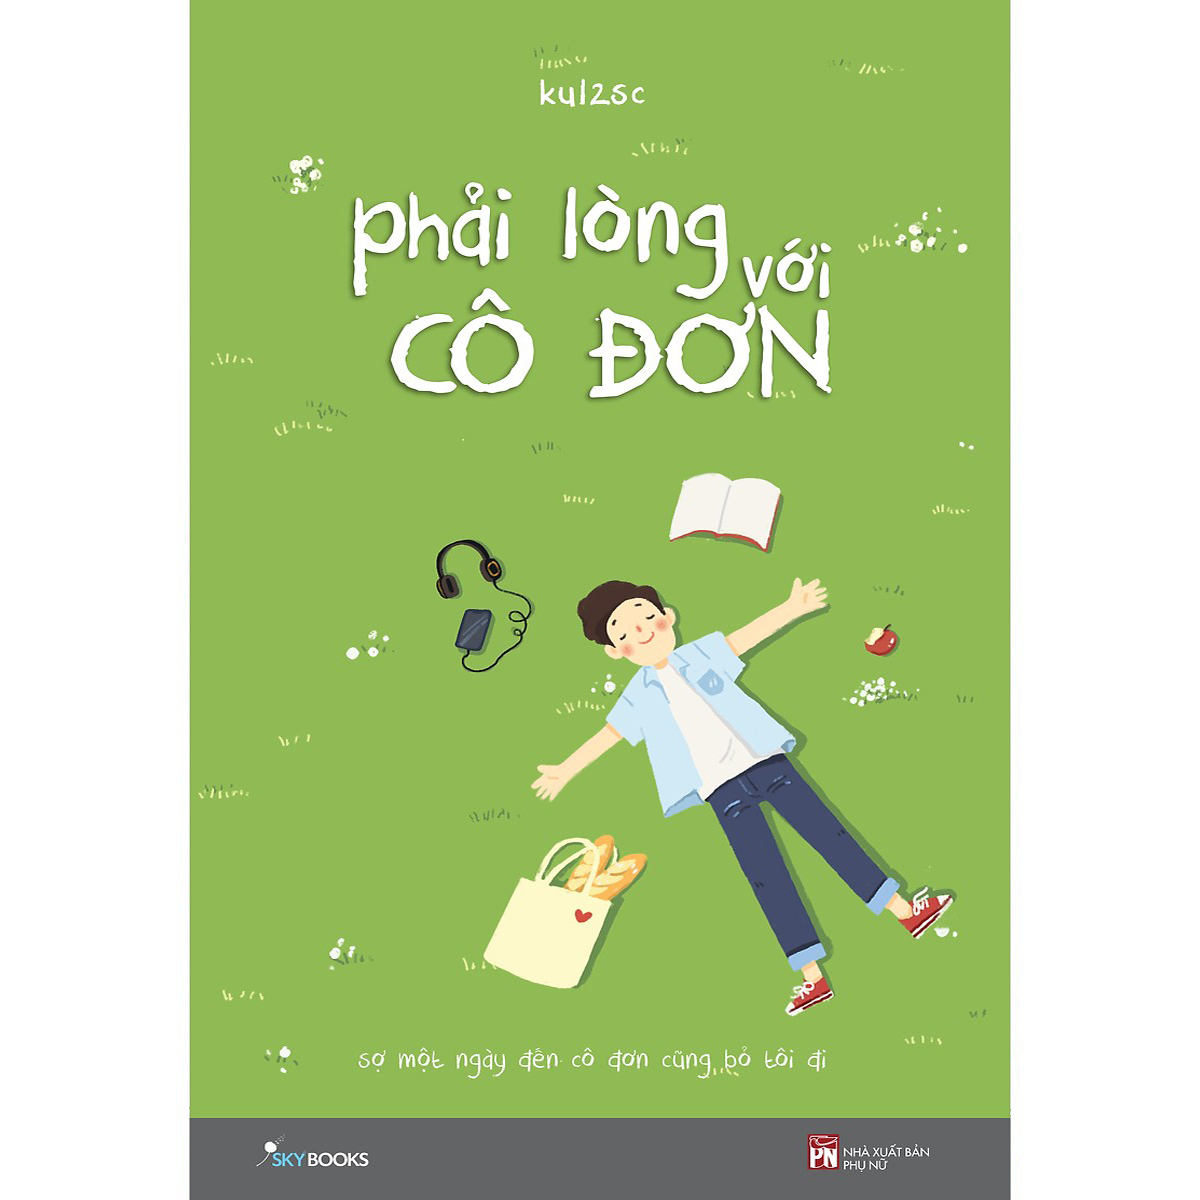 kul2sc
phải lòng
với
CÔ ĐƠN
sợ một ngày đến cô đơn cũng bỏ tôi đi
SKYBOOKS
PN
NHÀ XUẤT BẢN
PHỤ NỮ